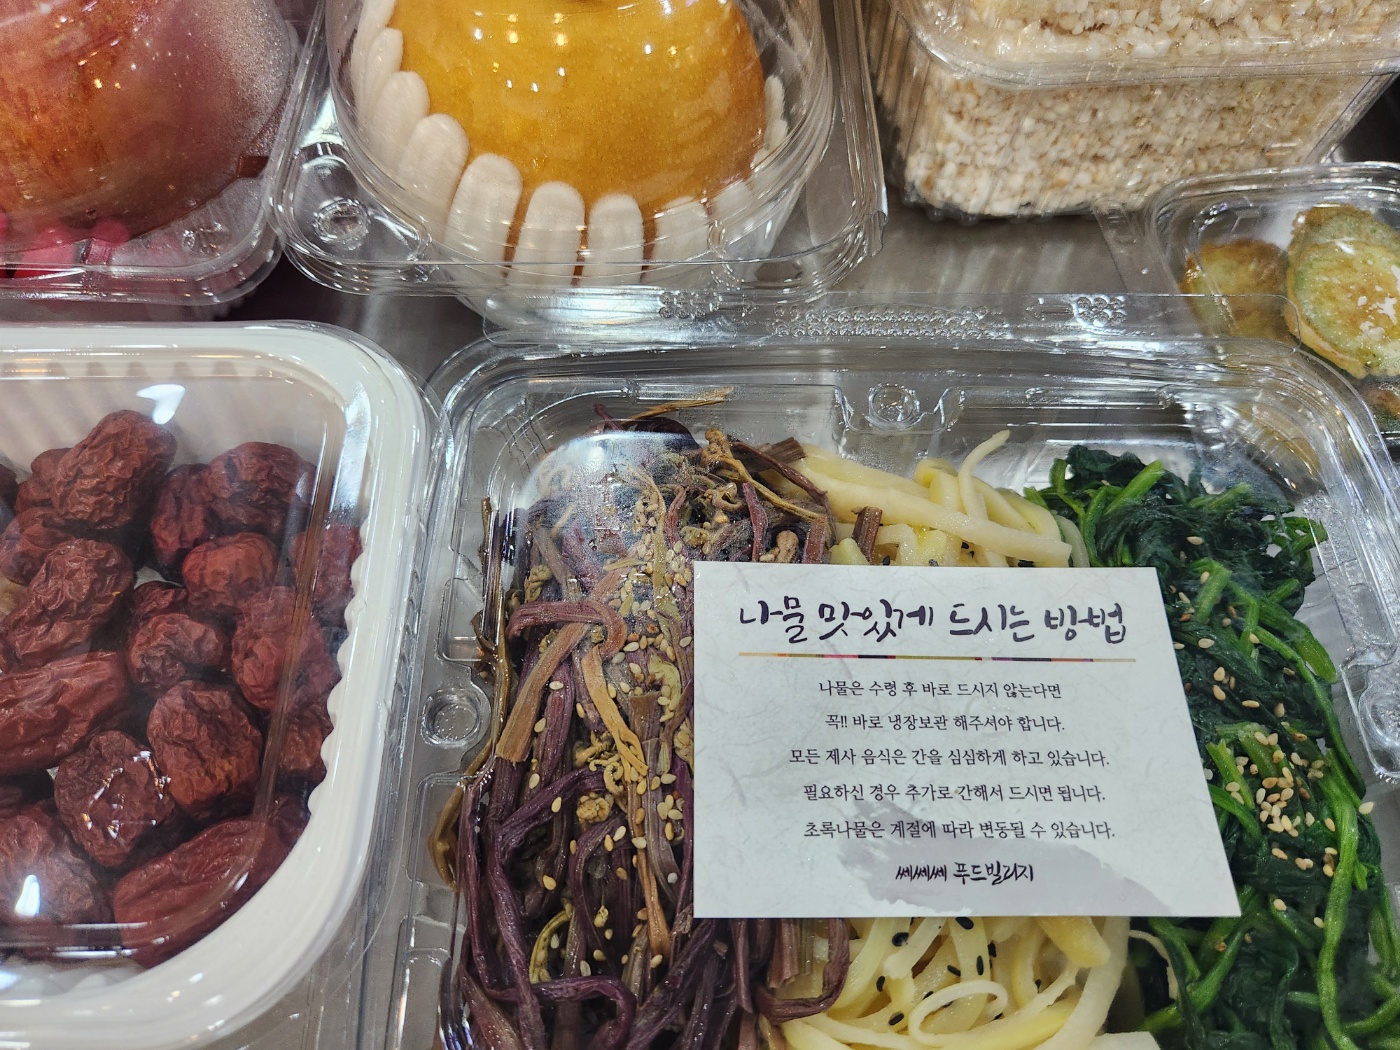 나물 맛있게 드시는 방법
나물은 수령 후 바로 드시지 않는다면
꼭!! 바로 냉장보관 해주셔야 합니다.
모든 제사 음식은 간을 심심하게 하고 있습니다.
필요하신 경우 추가로 간해서 드시면 됩니다.
초록나물은 계절에 따라 변동될 수 있습니다.
쎄쎄쎄 푸드빌리지